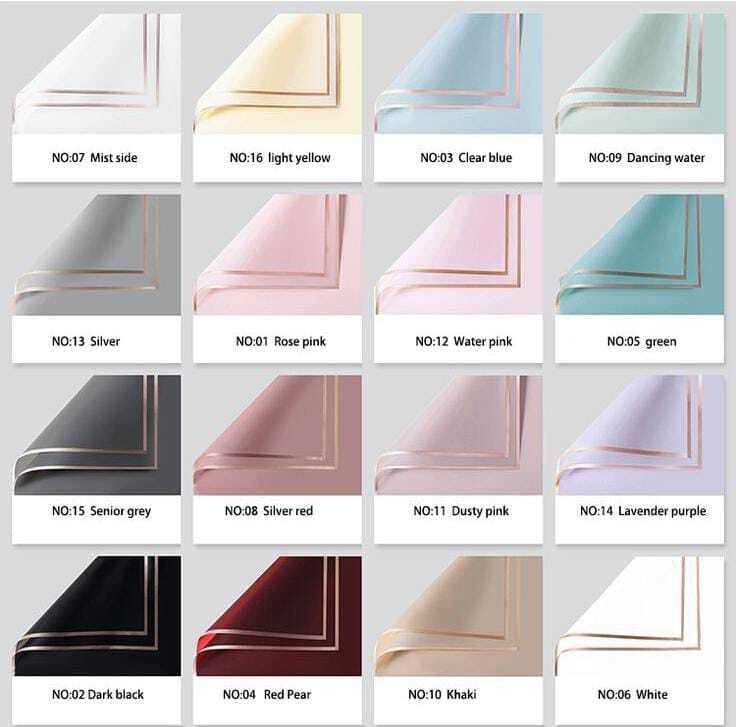 NO:07 Mist side
NO:16 light yellow
NO:03 Clear blue
NO:09 Dancing water
NO:13 Silver
NO:01 Rose pink
NO:12 Water pink
NO:05 green
NO:15 Senior grey
NO:08 Silver red
NO:11 Dusty pink
NO:14 Lavender purple
NO:02 Dark black
NO:04 Red Pear
NO:10 Khaki
NO:06 White